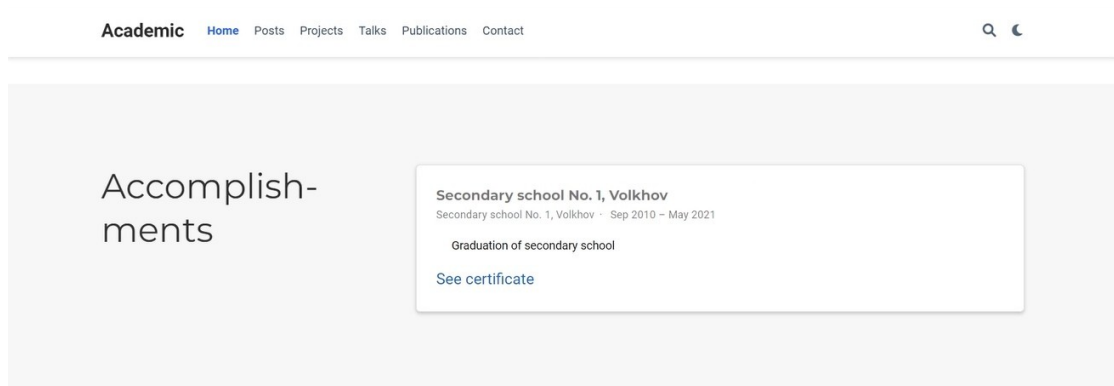 Academic Home Posts Projects Talks Publications Contact
Accomplish-
ments
Secondary school No. 1, Volkhov
Secondary school No. 1, Volkhov · Sep 2010 – May 2021
Graduation of secondary school
See certificate